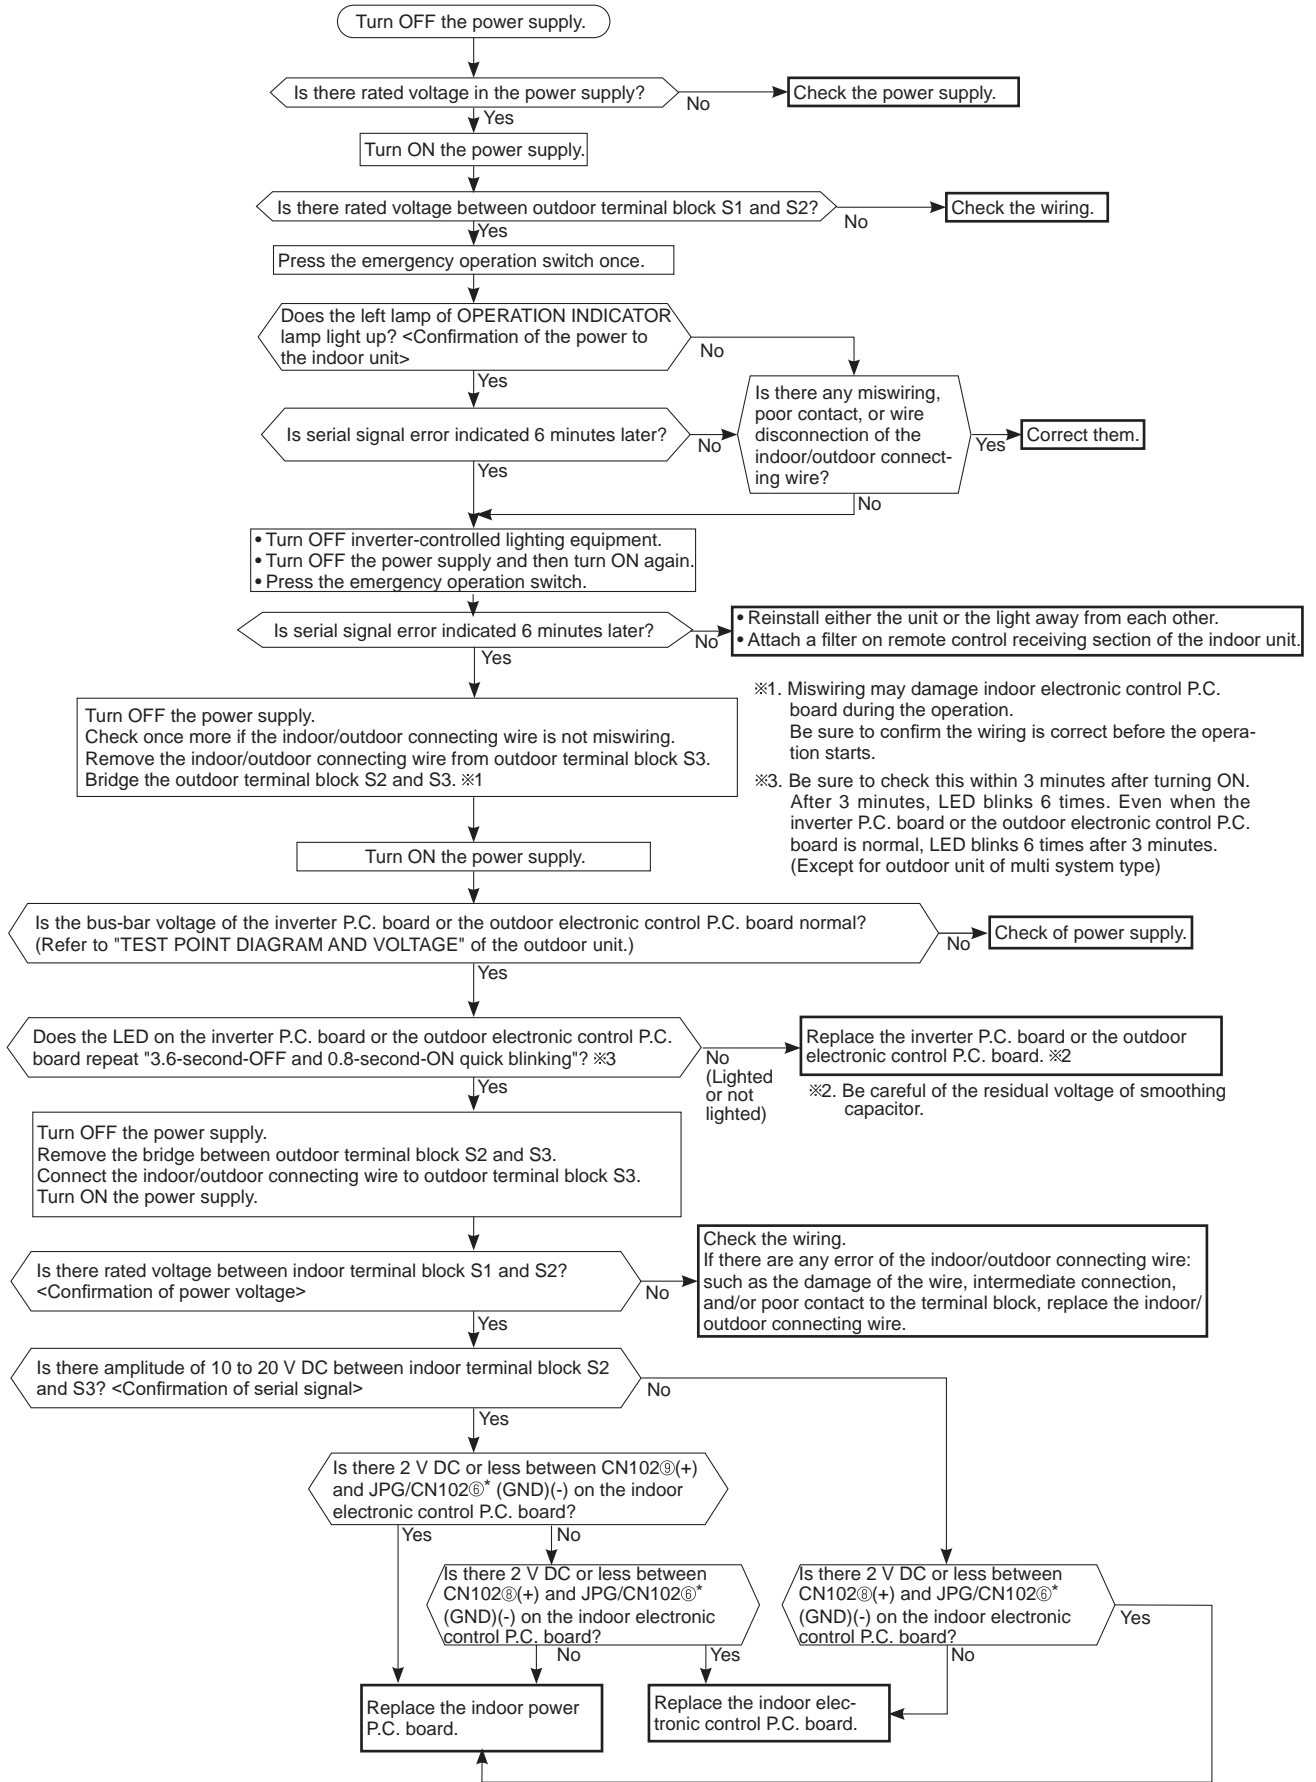 Turn OFF the power supply.
Is there rated voltage in the power supply?
No
Check the power supply.
Yes
Turn ON the power supply.
Is there rated voltage between outdoor terminal block S1 and S2?
No
Check the wiring.
Yes
Press the emergency operation switch once.
Does the left lamp of OPERATION INDICATOR
lamp light up? <Confirmation of the power to
the indoor unit>
No
Yes
Is there any miswiring,
poor contact, or wire
disconnection of the
indoor/outdoor connect-
ing wire?
Is serial signal error indicated 6 minutes later?
No
Yes
Correct them.
Yes
No
• Turn OFF inverter-controlled lighting equipment.
• Turn OFF the power supply and then turn ON again.
• Press the emergency operation switch.
Is serial signal error indicated 6 minutes later?
No
• Reinstall either the unit or the light away from each other.
• Attach a filter on remote control receiving section of the indoor unit.
Yes
Turn OFF the power supply.
Check once more if the indoor/outdoor connecting wire is not miswiring.
Remove the indoor/outdoor connecting wire from outdoor terminal block S3.
Bridge the outdoor terminal block S2 and S3. ※1
※1. Miswiring may damage indoor electronic control P.C.
board during the operation.
Be sure to confirm the wiring is correct before the opera-
tion starts.
※3. Be sure to check this within 3 minutes after turning ON.
After 3 minutes, LED blinks 6 times. Even when the
inverter P.C. board or the outdoor electronic control P.C.
board is normal, LED blinks 6 times after 3 minutes.
(Except for outdoor unit of multi system type)
Turn ON the power supply.
Is the bus-bar voltage of the inverter P.C. board or the outdoor electronic control P.C. board normal?
(Refer to "TEST POINT DIAGRAM AND VOLTAGE" of the outdoor unit.)
No
Check of power supply.
Yes
Does the LED on the inverter P.C. board or the outdoor electronic control P.C.
board repeat "3.6-second-OFF and 0.8-second-ON quick blinking"? ※3
No
(Lighted
or not
lighted)
Replace the inverter P.C. board or the outdoor
electronic control P.C. board. ※2
※2. Be careful of the residual voltage of smoothing
capacitor.
Yes
Turn OFF the power supply.
Remove the bridge between outdoor terminal block S2 and S3.
Connect the indoor/outdoor connecting wire to outdoor terminal block S3.
Turn ON the power supply.
Is there rated voltage between indoor terminal block S1 and S2?
<Confirmation of power voltage>
No
Check the wiring.
If there are any error of the indoor/outdoor connecting wire:
such as the damage of the wire, intermediate connection,
and/or poor contact to the terminal block, replace the indoor/
outdoor connecting wire.
Yes
Is there amplitude of 10 to 20 V DC between indoor terminal block S2
and S3? <Confirmation of serial signal>
No
Yes
Is there 2 V DC or less between CN102⑨(+)
and JPG/CN102⑥* (GND)(-) on the indoor
electronic control P.C. board?
Yes
No
Is there 2 V DC or less between
CN102⑧(+) and JPG/CN102⑥*
(GND)(-) on the indoor electronic
control P.C. board?
No
Yes
Is there 2 V DC or less between
CN102⑧(+) and JPG/CN102⑥*
(GND)(-) on the indoor electronic
control P.C. board?
Yes
No
Replace the indoor power
P.C. board.
Replace the indoor elec-
tronic control P.C. board.